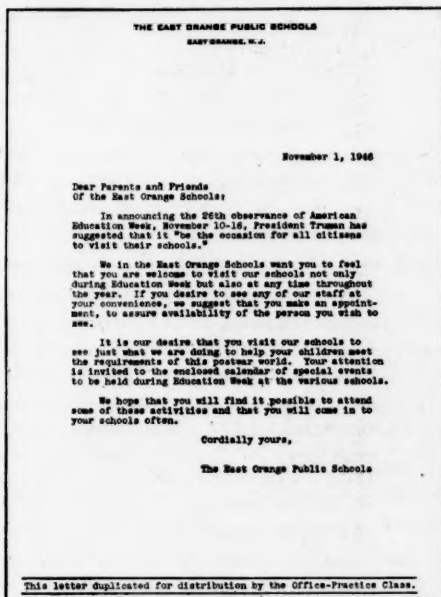 THE EAST ORANGE PUBLIC SCHOOLS
EAST ORANGE, N. J.
November 1, 1946
Dear Parents and Friends
Of the East Orange Schools:
In announcing the 26th observance of American
Education Week, November 10-16, President Truman has
suggested that it "be the occasion for all citizens
to visit their schools."
We in the East Orange Schools want you to feel
that you are welcome to visit our schools not only
during Education Week but also at any time throughout
the year. If you desire to see any of our staff at
your convenience, we suggest that you make an appoint-
ment, to assure availability of the person you wish to
see.
It is our desire that you visit our schools to
see just what we are doing to help your children meet
the requirements of this postwar world. Your attention
is invited to the enclosed calendar of special events
to be held during Education Week at the various schools.
We hope that you will find it possible to attend
some of these activities and that you will come in to
your schools often.
Cordially yours,
The East Orange Public Schools
This letter duplicated for distribution by the Office-Practice Class.